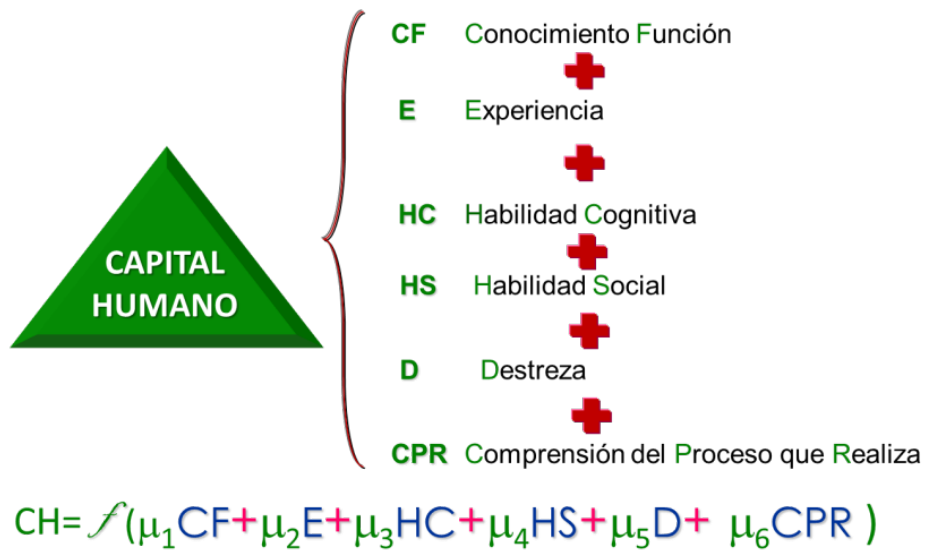 CAPITAL
HUMANO
CF Conocimiento Función
E Experiencia
HC Habilidad Cognitiva
HS Habilidad Social
D Destreza
CPR Comprensión del Proceso que Realiza
CH= f(μ₁CF+μ₂E+μ₃HC+μ₄HS+μ₅D+ μ₆CPR )